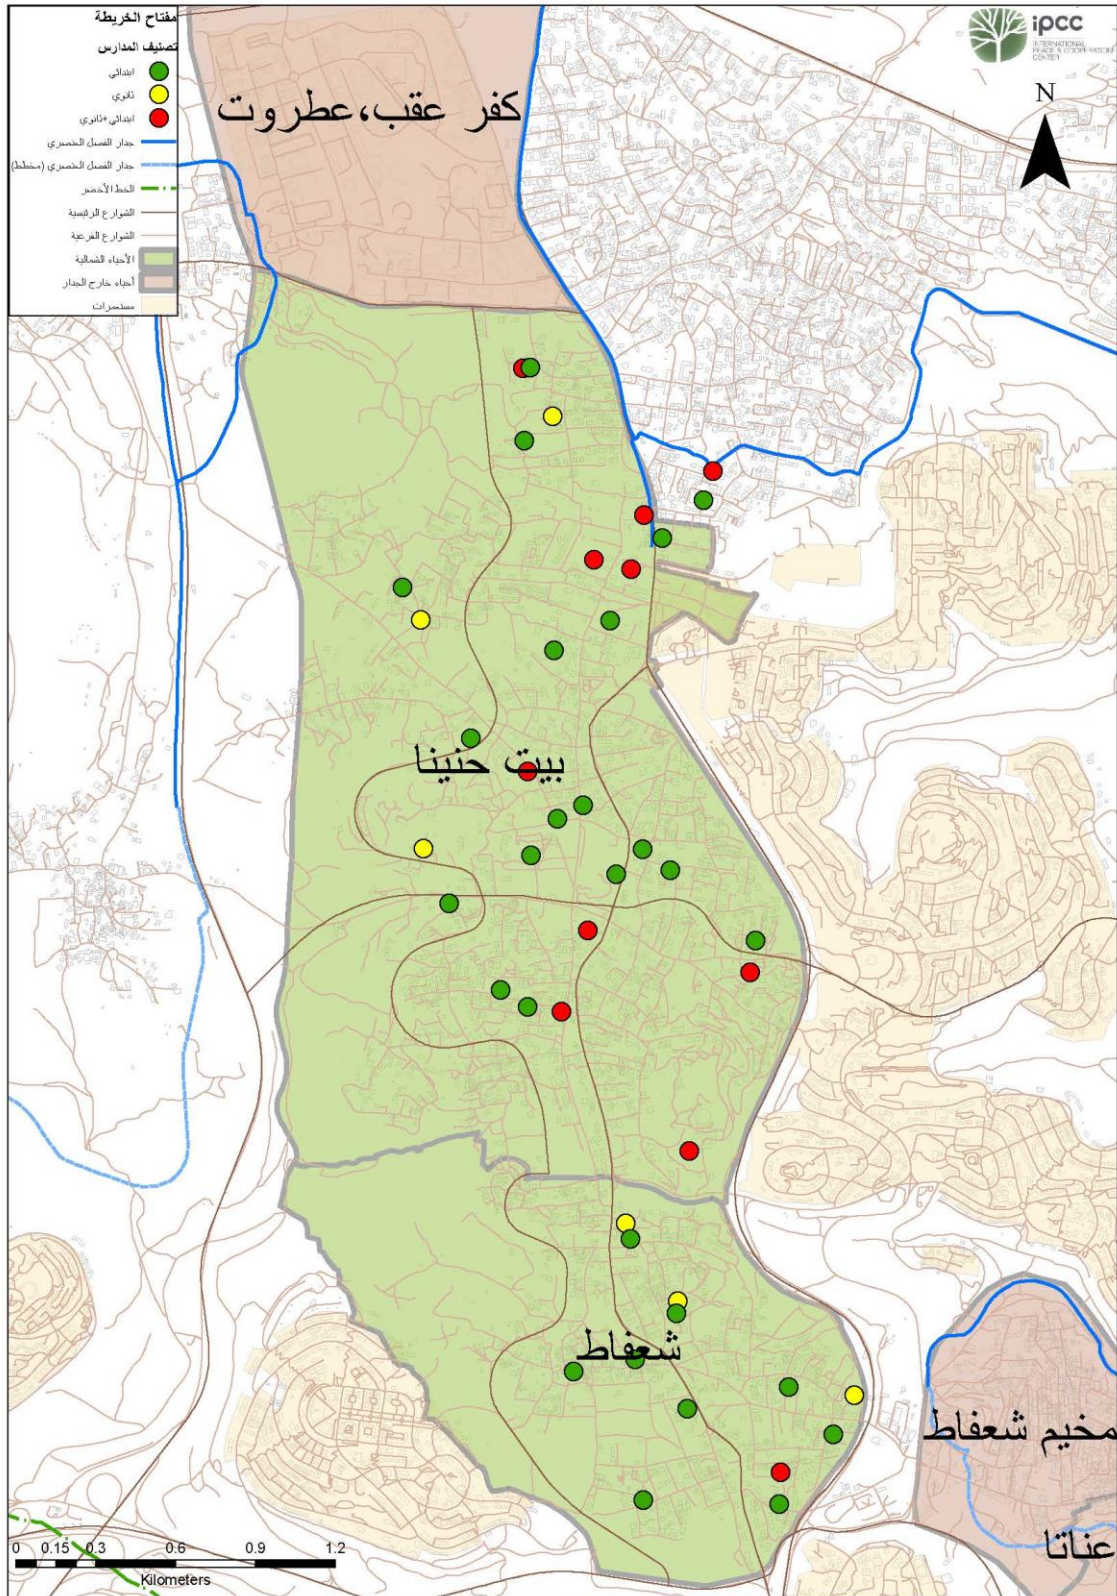 مفتاح الخريطة
تصنيف المدارس
ابتدائي
ثانوي
ابتدائي+ثانوي
جدار الفصل العنصري
جدار الفصل العنصري (مخطط)
الخط الأخضر
الشوارع الرئيسية
الشوارع الفرعية
الأحياء الشمالية
أحياء خارج الجدار
مستعمرات
ipcc
INTERNATIONAL
PEACE & COOPERATION
CENTER
N
كفر عقب،عطروت
بيت حنينا
شعفاط
مخيم شعفاط
عناتا
0 0.15 0.3 0.6 0.9 1.2
Kilometers